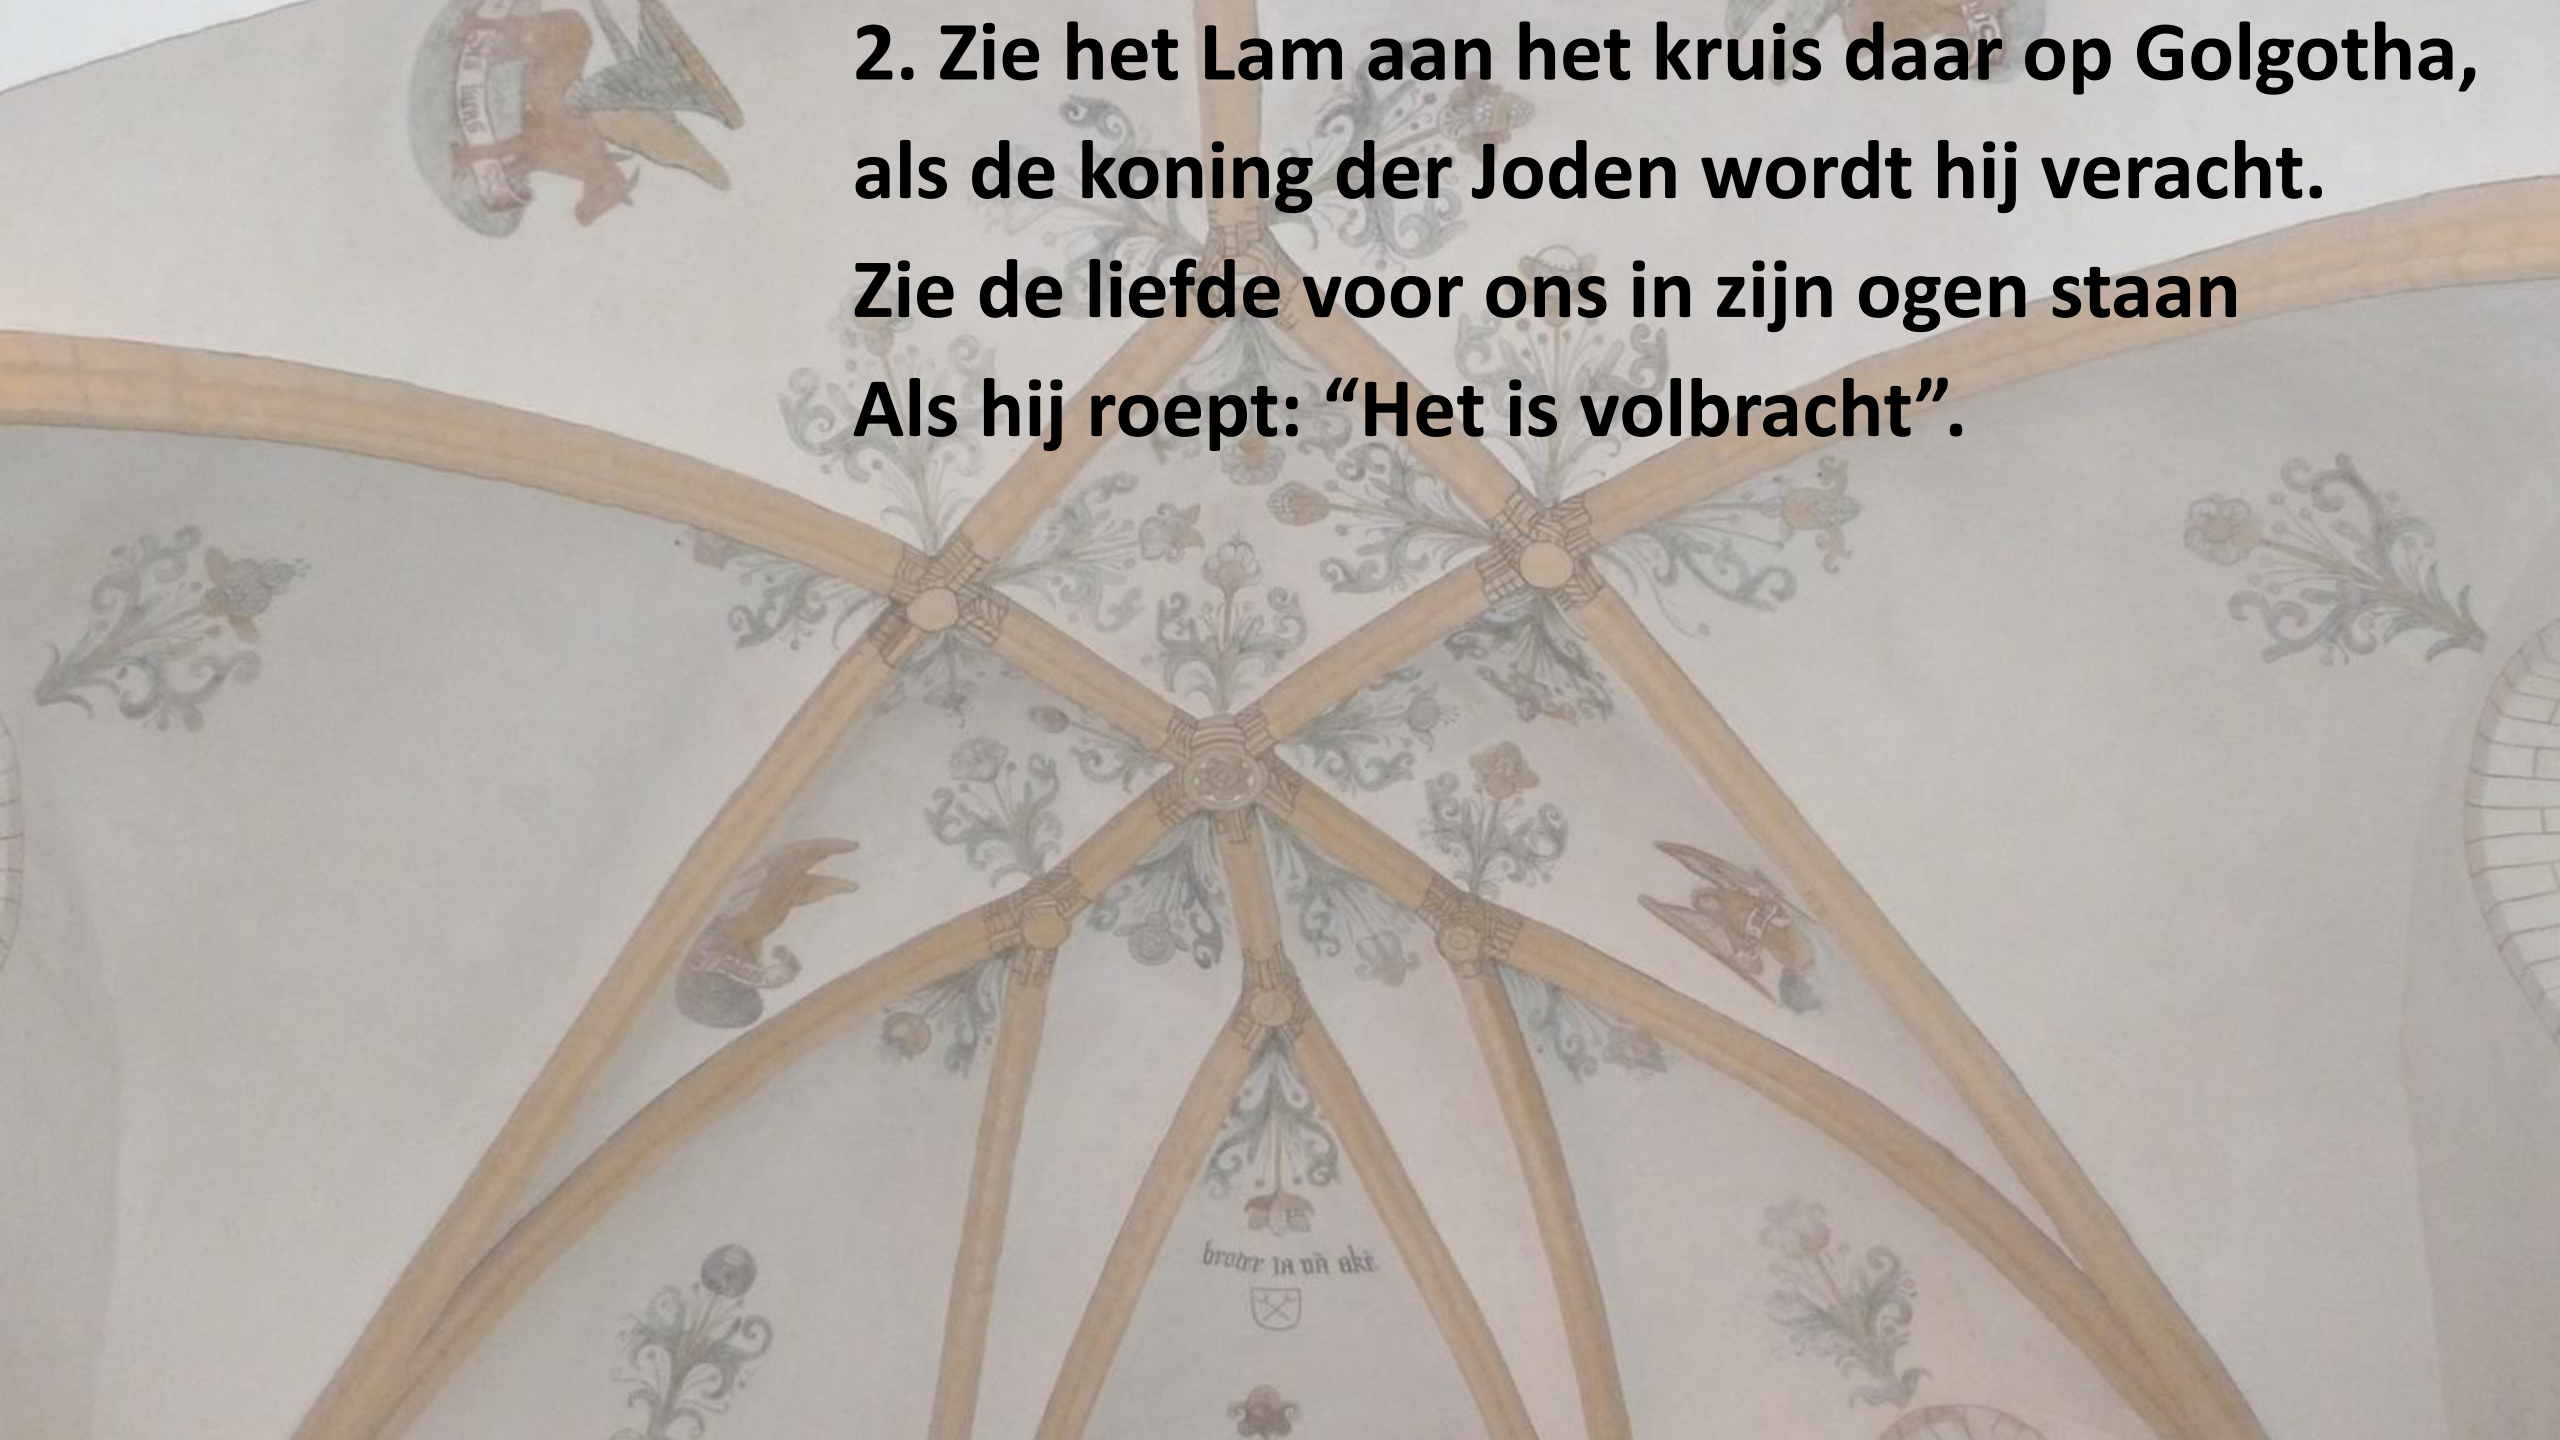 2. Zie het Lam aan het kruis daar op Golgotha,
als de koning der Joden wordt hij veracht.
Zie de liefde voor ons in zijn ogen staan
Als hij roept: “Het is volbracht”.